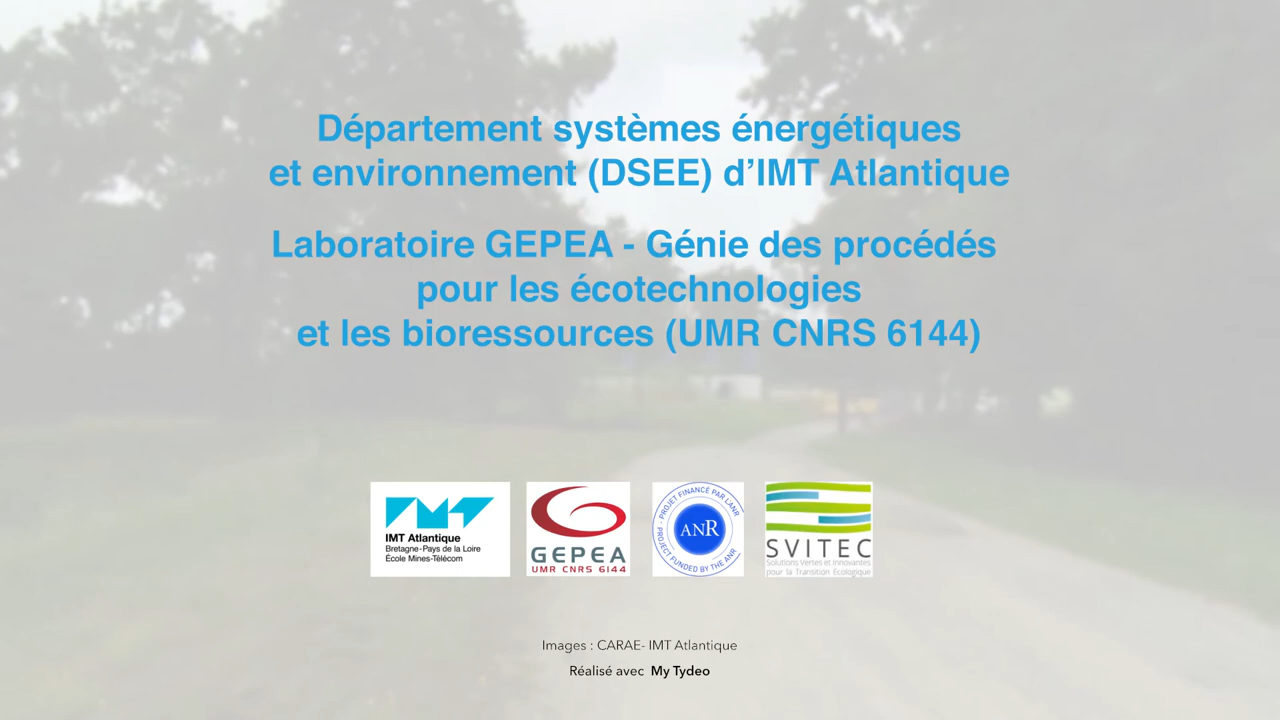 Département systèmes énergétiques
et environnement (DSEE) d’IMT Atlantique
Laboratoire GEPEA - Génie des procédés
pour les écotechnologies
et les bioressources (UMR CNRS 6144)
IMT Atlantique
Bretagne-Pays de la Loire
École Mines-Télécom
GEPEA
UMR CNRS 6144
PROJET FINANCÉ PAR L'ANR
ANR
PROJECT FUNDED BY THE ANR
SVITEC
Solutions Vertes et Innovantes
pour la Transition Écologique
Images : CARAE- IMT Atlantique
Réalisé avec My Tydeo